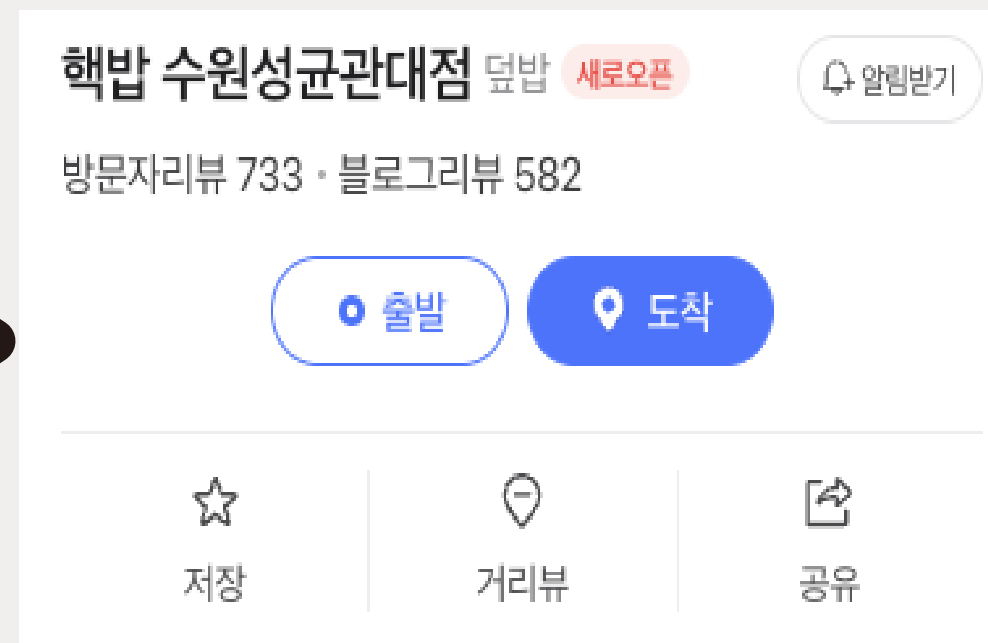 핵밥 수원성균관대점 덮밥 새로오픈 알림받기
방문자리뷰 733 · 블로그리뷰 582
출발 도착
저장 거리뷰 공유